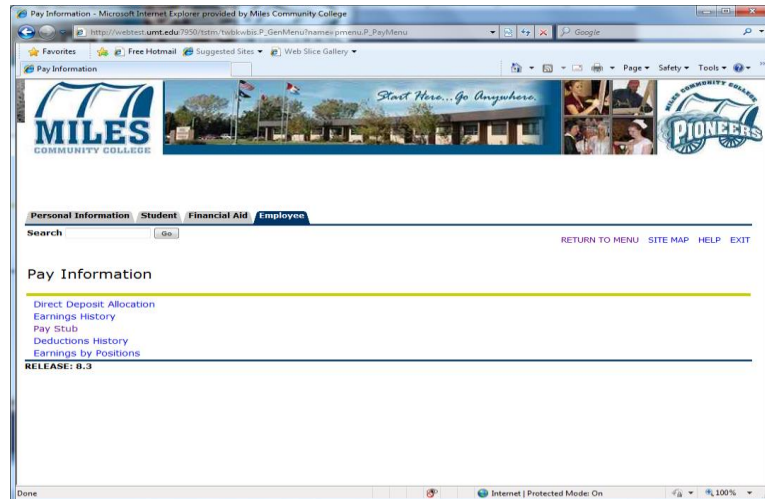 Pay Information - Microsoft Internet Explorer provided by Miles Community College
http://webtest.umt.edu:7950/tstm/twbkwbis.P_GenMenu?name=pmenu.P_PayMenu
Google
Favorites Free Hotmail Suggested Sites Web Slice Gallery
Pay Information
Page Safety Tools
Start Here...Go Anywhere.
MILES
COMMUNITY COLLEGE
COMMUNITY COLLEGE
PIONEERS
Personal Information Student Financial Aid Employee
Search Go
RETURN TO MENU SITE MAP HELP EXIT
Pay Information
Direct Deposit Allocation
Earnings History
Pay Stub
Deductions History
Earnings by Positions
RELEASE: 8.3
Done Internet | Protected Mode: On 100%